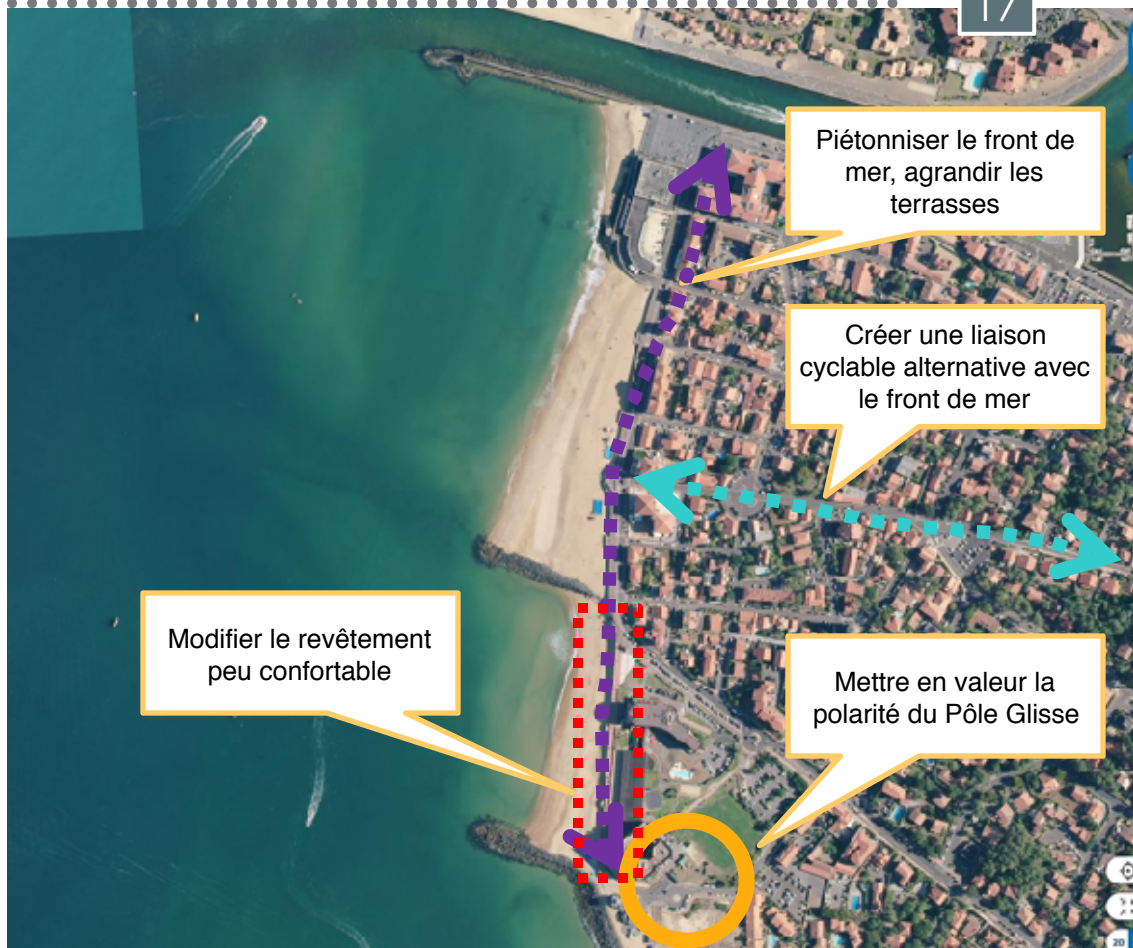 17
Piétonniser le front de
mer, agrandir les
terrasses
Créer une liaison
cyclable alternative avec
le front de mer
Modifier le revêtement
peu confortable
Mettre en valeur la
polarité du Pôle Glisse
2D